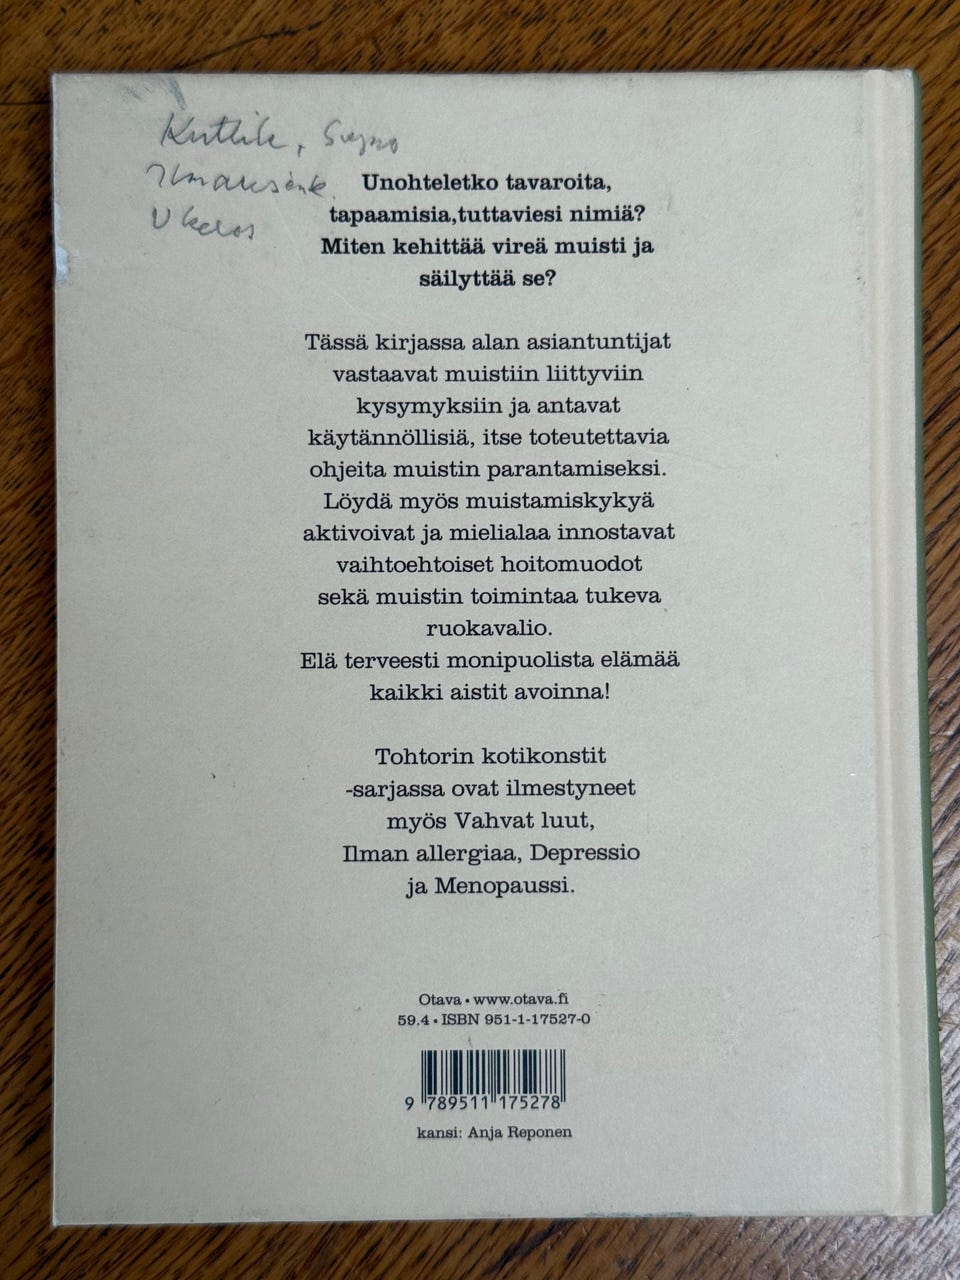 Unohteletko tavaroita,
tapaamisia,tuttaviesi nimiä?
Miten kehittää vireä muisti ja
säilyttää se?
Tässä kirjassa alan asiantuntijat
vastaavat muistiin liittyviin
kysymyksiin ja antavat
käytännöllisiä, itse toteutettavia
ohjeita muistin parantamiseksi.
Löydä myös muistamiskykyä
aktivoivat ja mielialaa innostavat
vaihtoehtoiset hoitomuodot
sekä muistin toimintaa tukeva
ruokavalio.
Elä terveesti monipuolista elämää
kaikki aistit avoinna!
Tohtorin kotikonstit
-sarjassa ovat ilmestyneet
myös Vahvat luut,
Ilman allergiaa, Depressio
ja Menopaussi.
Otava • www.otava.fi
59.4 • ISBN 951-1-17527-0
9 789511 175278
kansi: Anja Reponen